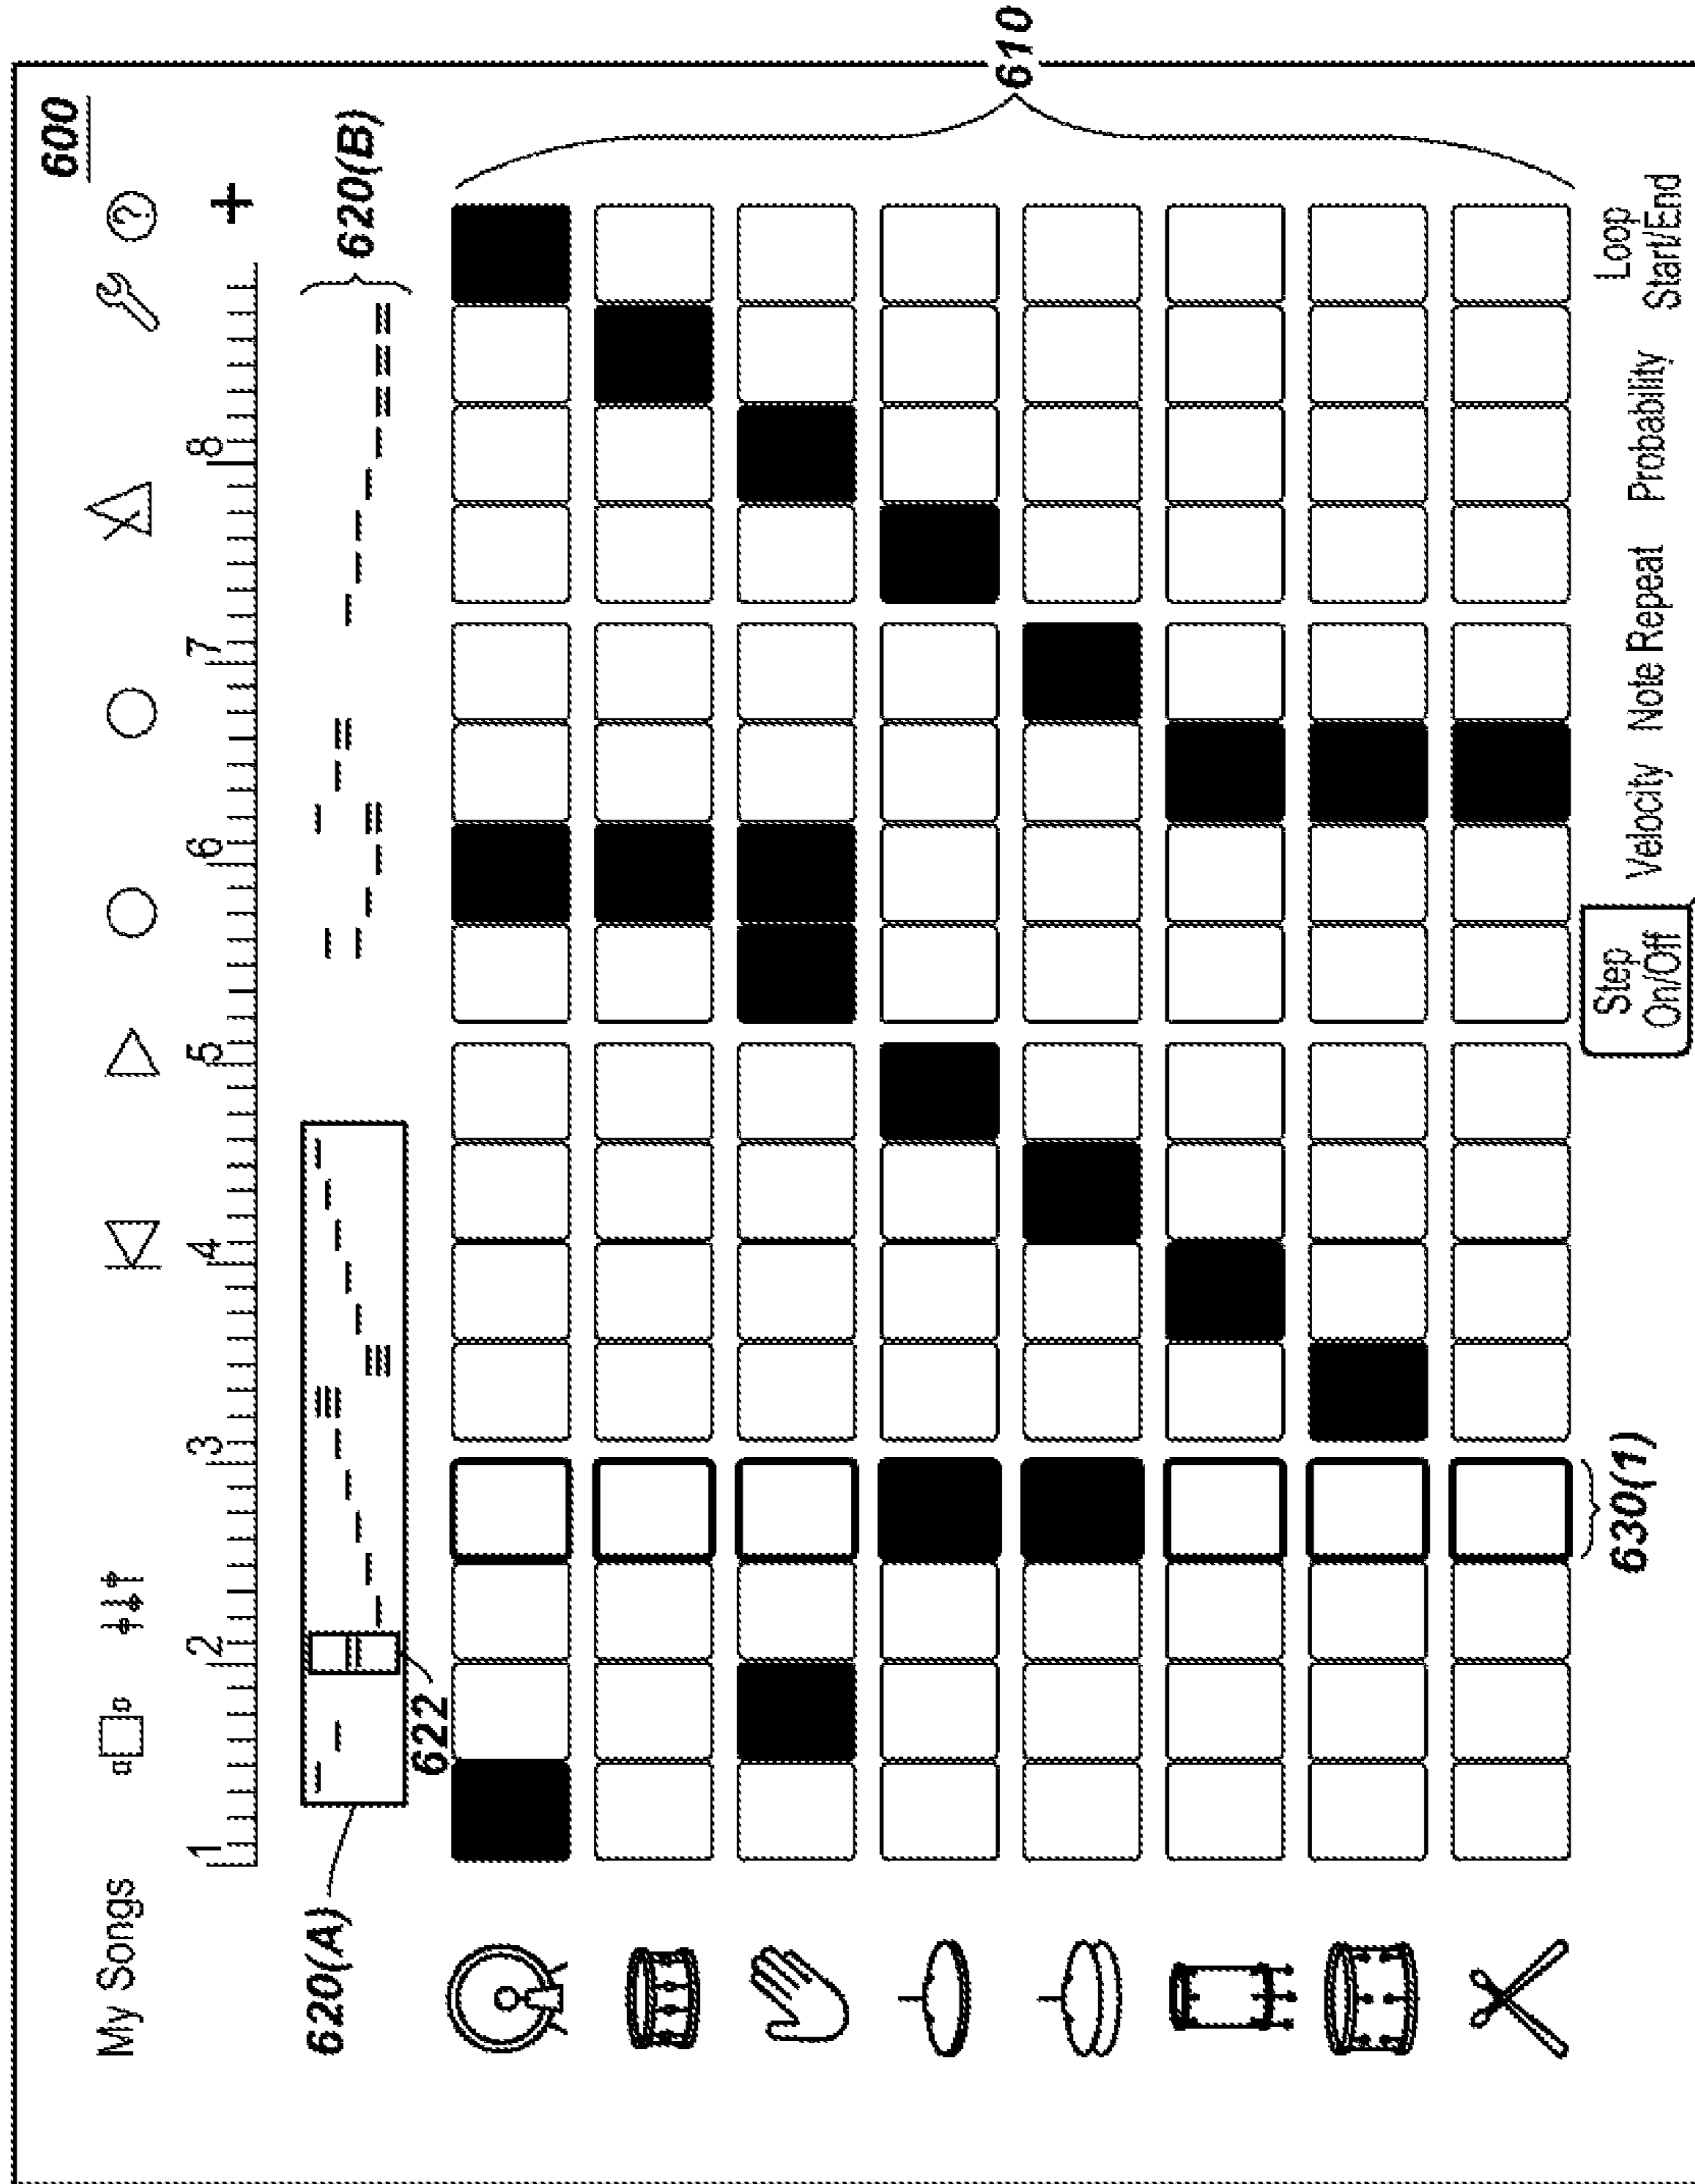 600
My Songs
?
1 2 3 4 5 6 7 8 +
620(A)
620(B)
622
610
630(1)
Step
On/Off
Velocity
Note Repeat
Probability
Loop
Start/End